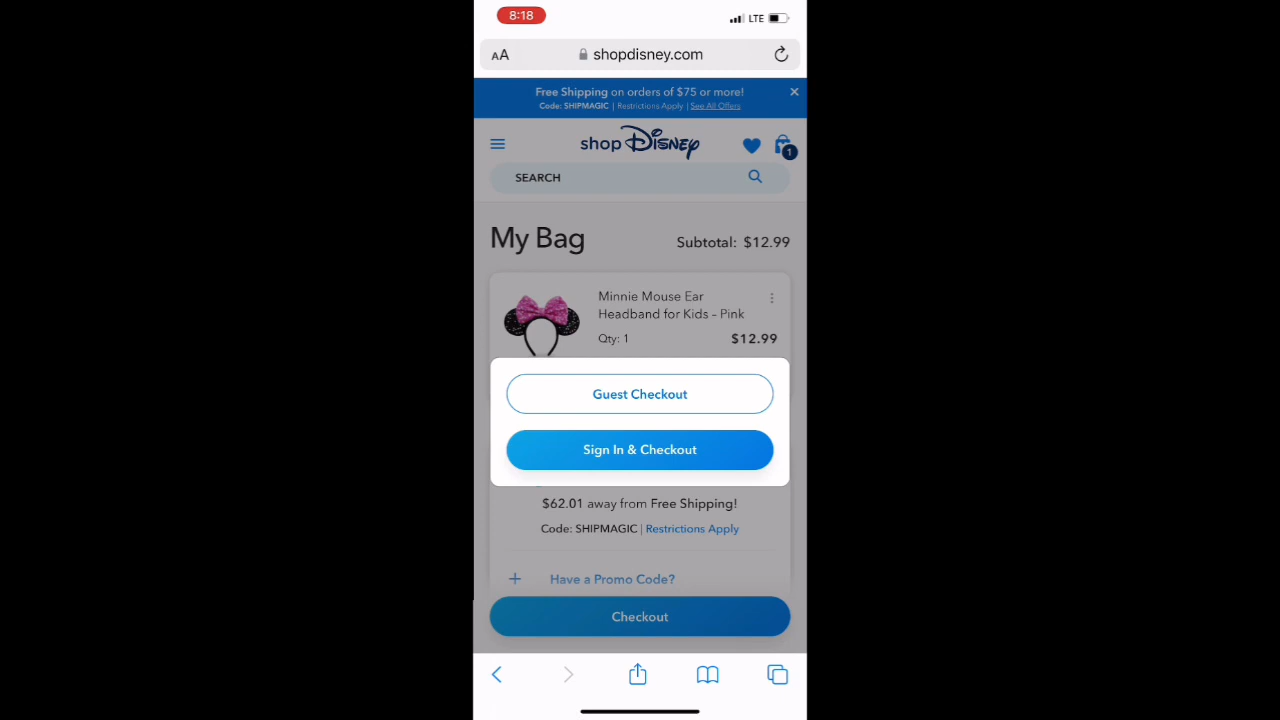 8:18
LTE
AA
shopdisney.com
Free Shipping on orders of $75 or more!
Code: SHIPMAGIC | Restrictions Apply | See All Offers
shop Disney
1
SEARCH
My Bag
Subtotal: $12.99
Minnie Mouse Ear
Headband for Kids – Pink
Qty: 1
$12.99
Guest Checkout
Sign In & Checkout
$62.01 away from Free Shipping!
Code: SHIPMAGIC | Restrictions Apply
+ Have a Promo Code?
Checkout